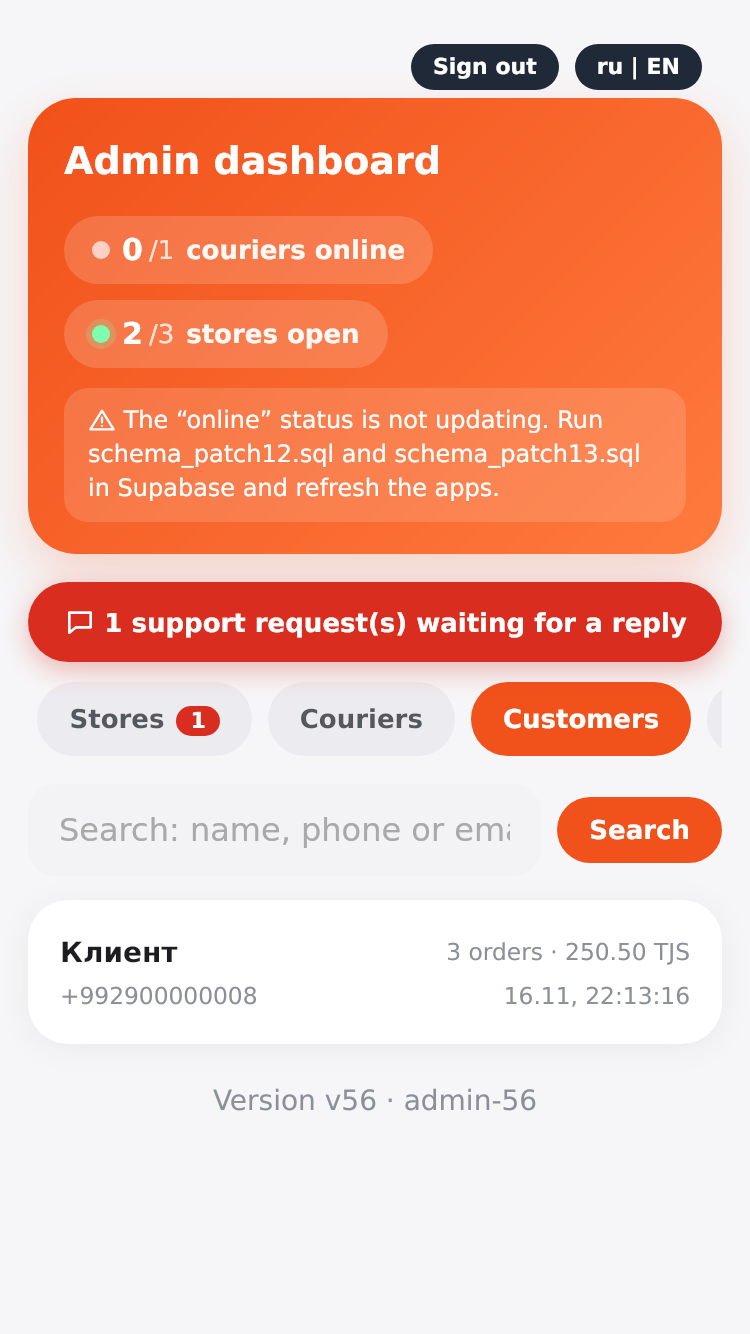 Sign out
ru | EN
Admin dashboard
0 /1 couriers online
2 /3 stores open
⚠ The “online” status is not updating. Run
schema_patch12.sql and schema_patch13.sql
in Supabase and refresh the apps.
1 support request(s) waiting for a reply
Stores 1
Couriers
Customers
Search: name, phone or ema
Search
Клиент
3 orders · 250.50 TJS
+992900000008
16.11, 22:13:16
Version v56 · admin-56